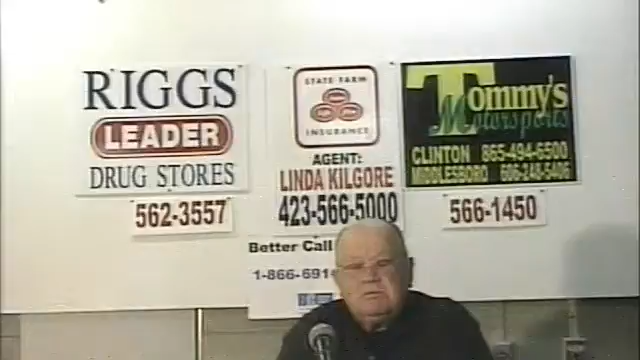 RIGGS
LEADER
DRUG STORES
562-3557
STATE FARM
INSURANCE
AGENT:
LINDA KILGORE
423-566-5000
Tommy's
Motorsports
CLINTON 865-494-6500
MIDDLESBORO 606-248-5406
566-1450
Better Call
1-866-691